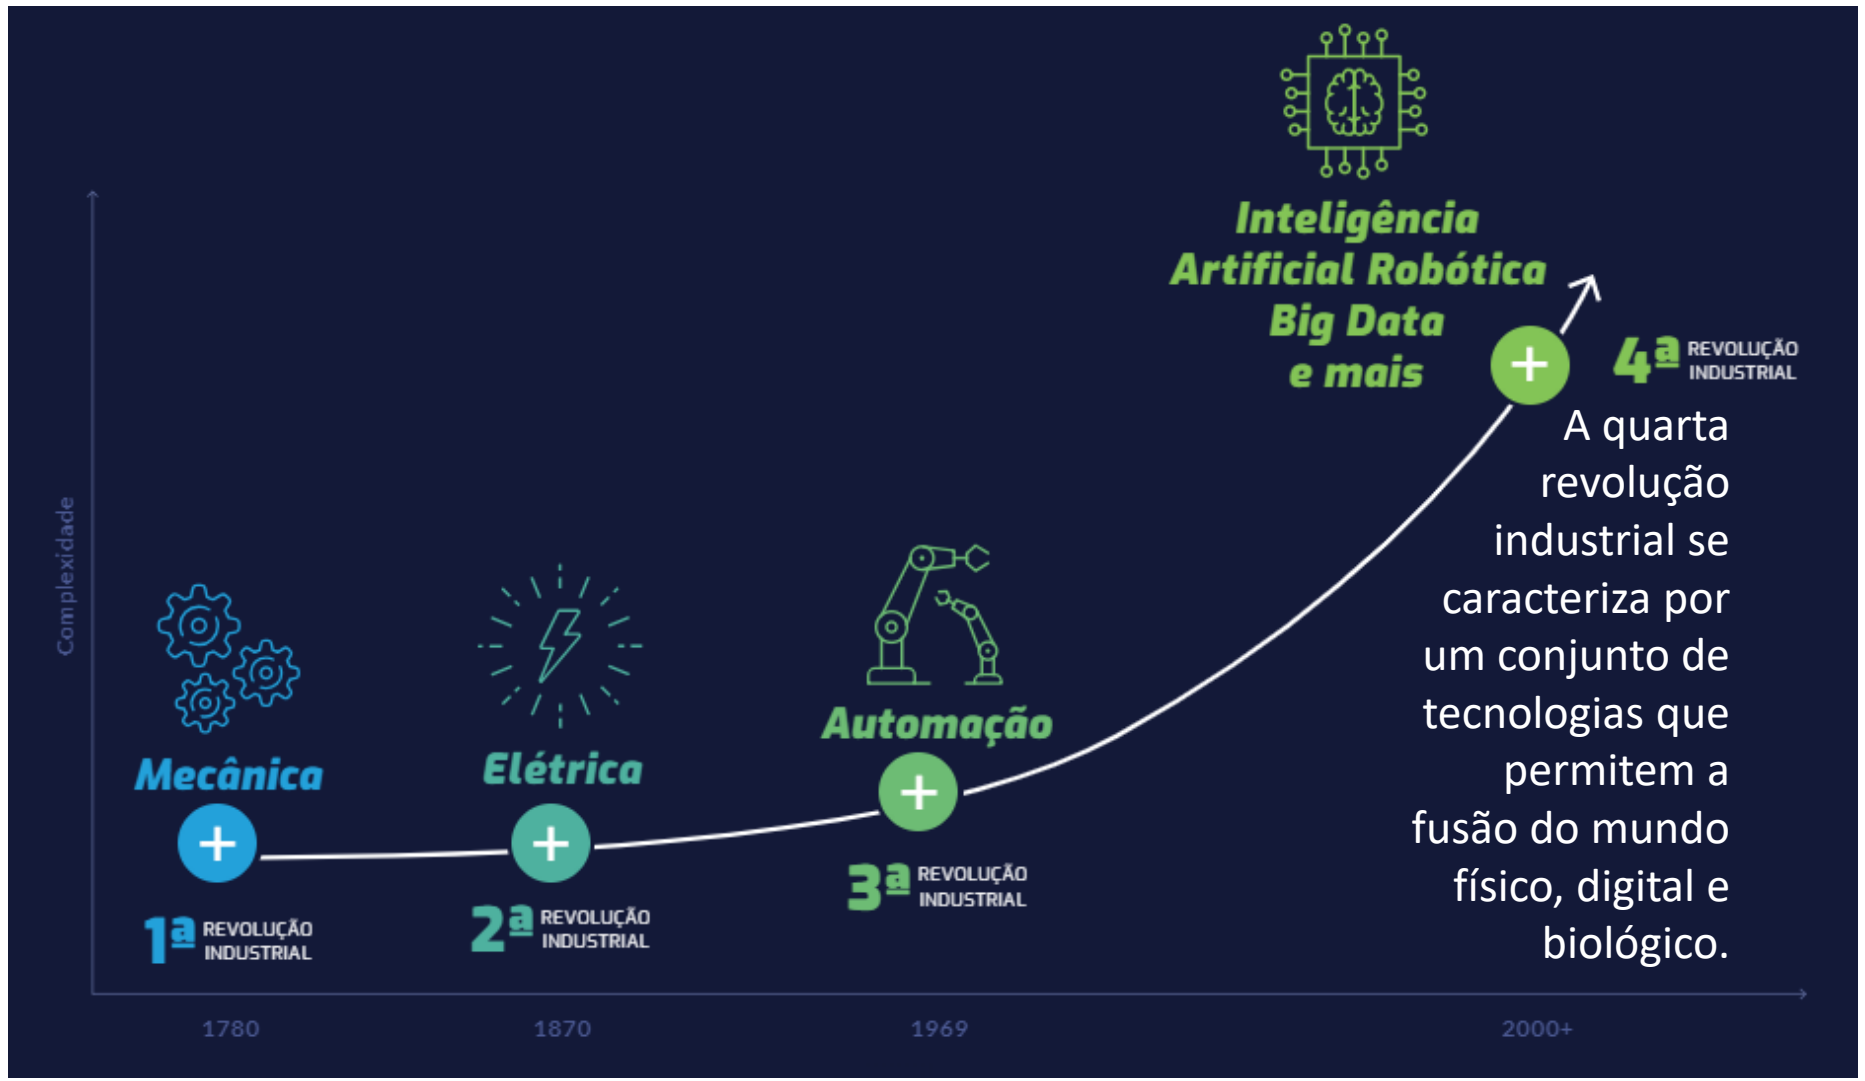 Inteligência
Artificial Robótica
Big Data
e mais
4ª REVOLUÇÃO
INDUSTRIAL
A quarta
revolução
industrial se
caracteriza por
um conjunto de
tecnologias que
permitem a
fusão do mundo
físico, digital e
biológico.
Complexidade
Mecânica
1ª REVOLUÇÃO
INDUSTRIAL
Elétrica
2ª REVOLUÇÃO
INDUSTRIAL
Automação
3ª REVOLUÇÃO
INDUSTRIAL
1780
1870
1969
2000+